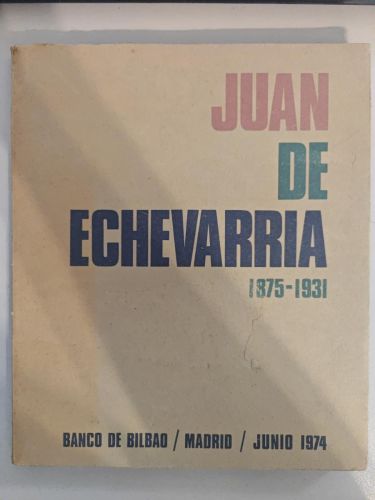 JUAN
DE
ECHEVARRIA
1875-1931
BANCO DE BILBAO / MADRID / JUNIO 1974